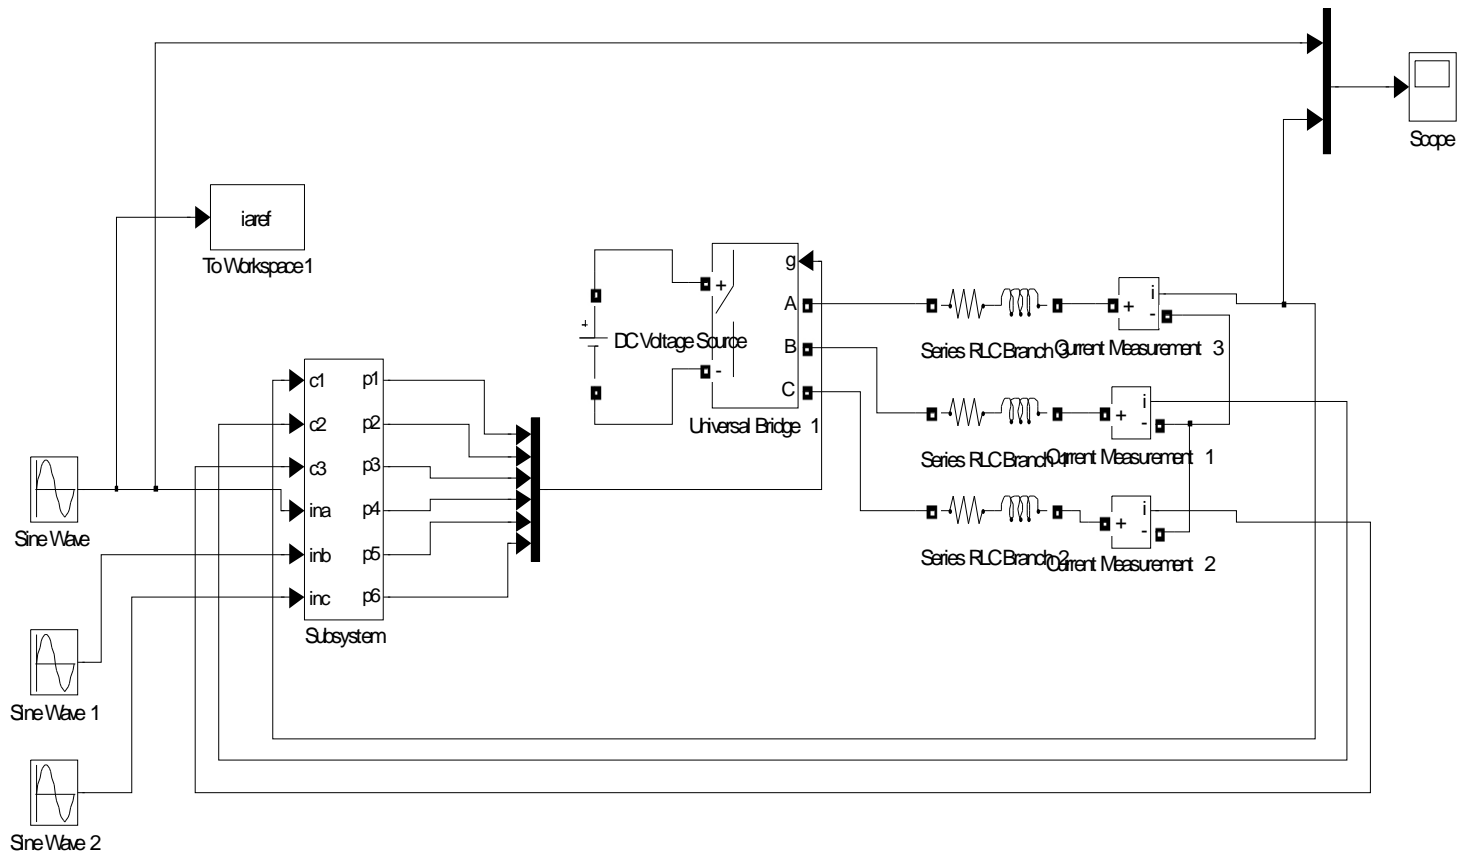 Scope
iaref
To Workspace1
g
+
A
i
+
-
+
DC Voltage Source
B
Series RLC Branch 3
Current Measurement 3
-
C
c1
p1
i
+
-
Universal Bridge 1
c2
p2
Series RLC Branch 1
Current Measurement 1
c3
p3
ina
p4
i
+
-
Sine Wave
inb
p5
Series RLC Branch 2
Current Measurement 2
inc
p6
Subsystem
Sine Wave 1
Sine Wave 2